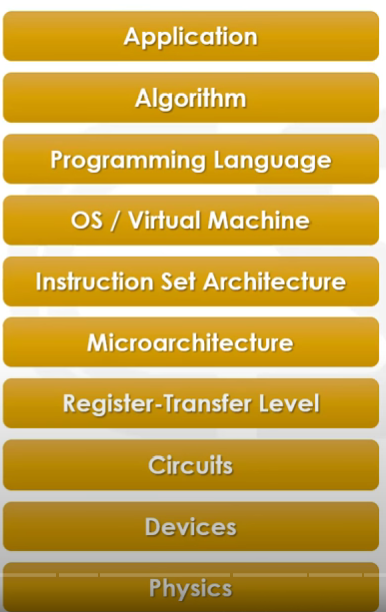 Application
Algorithm
Programming Language
OS / Virtual Machine
Instruction Set Architecture
Microarchitecture
Register-Transfer Level
Circuits
Devices
Physics